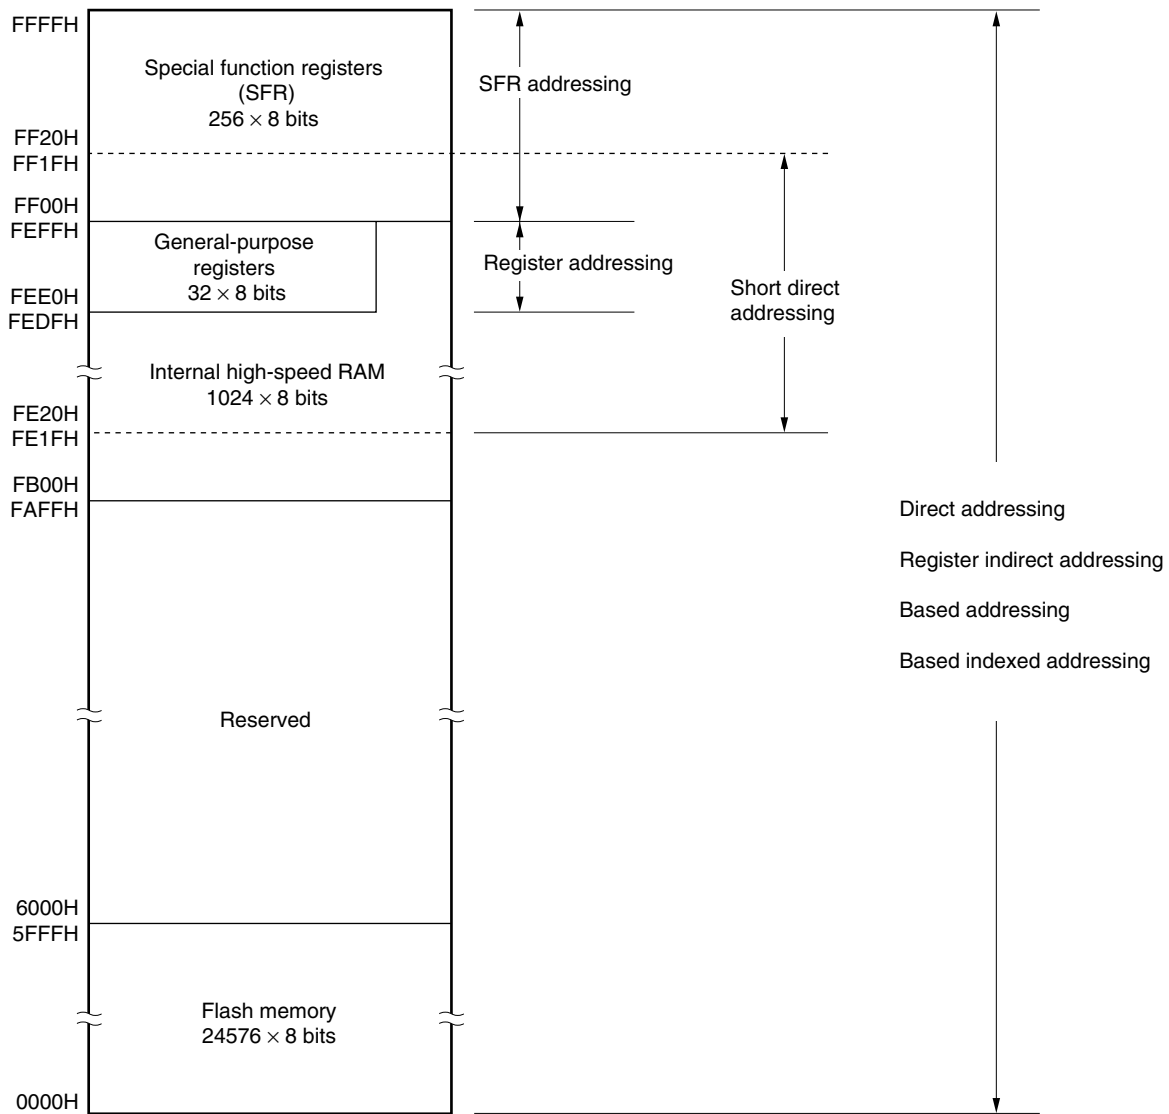 FFFFH
Special function registers
(SFR)
256 × 8 bits
SFR addressing
FF20H
FF1FH
FF00H
FEFFH
General-purpose
registers
32 × 8 bits
Register addressing
Short direct
addressing
FEE0H
FEDFH
Internal high-speed RAM
1024 × 8 bits
FE20H
FE1FH
FB00H
FAFFH
Direct addressing
Register indirect addressing
Based addressing
Based indexed addressing
Reserved
6000H
5FFFH
Flash memory
24576 × 8 bits
0000H